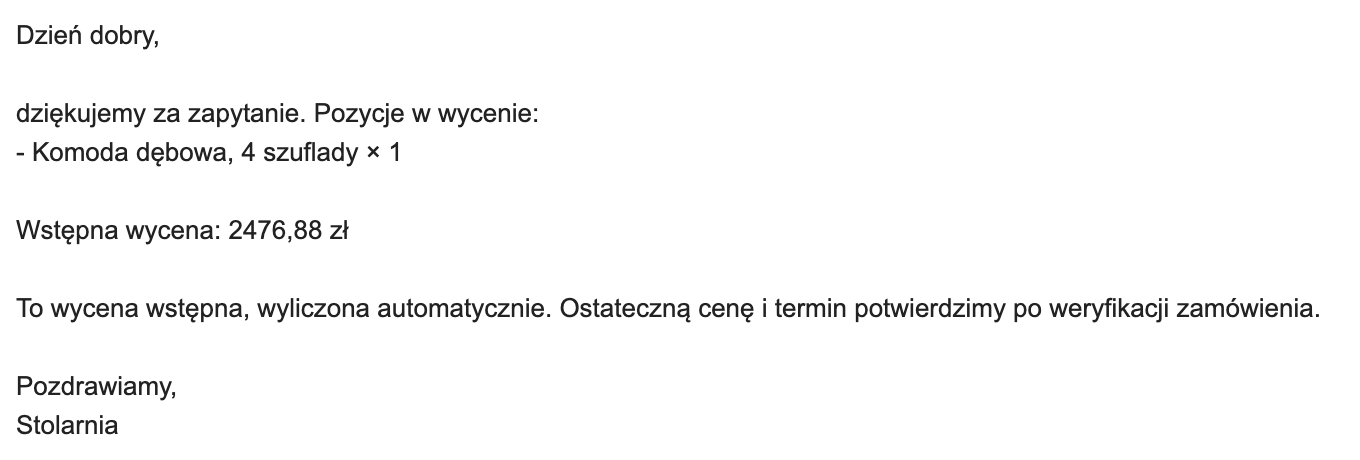 Dzień dobry,
dziękujemy za zapytanie. Pozycje w wycenie:
- Komoda dębowa, 4 szuflady × 1
Wstępna wycena: 2476,88 zł
To wycena wstępna, wyliczona automatycznie. Ostateczną cenę i termin potwierdzimy po weryfikacji zamówienia.
Pozdrawiamy,
Stolarnia